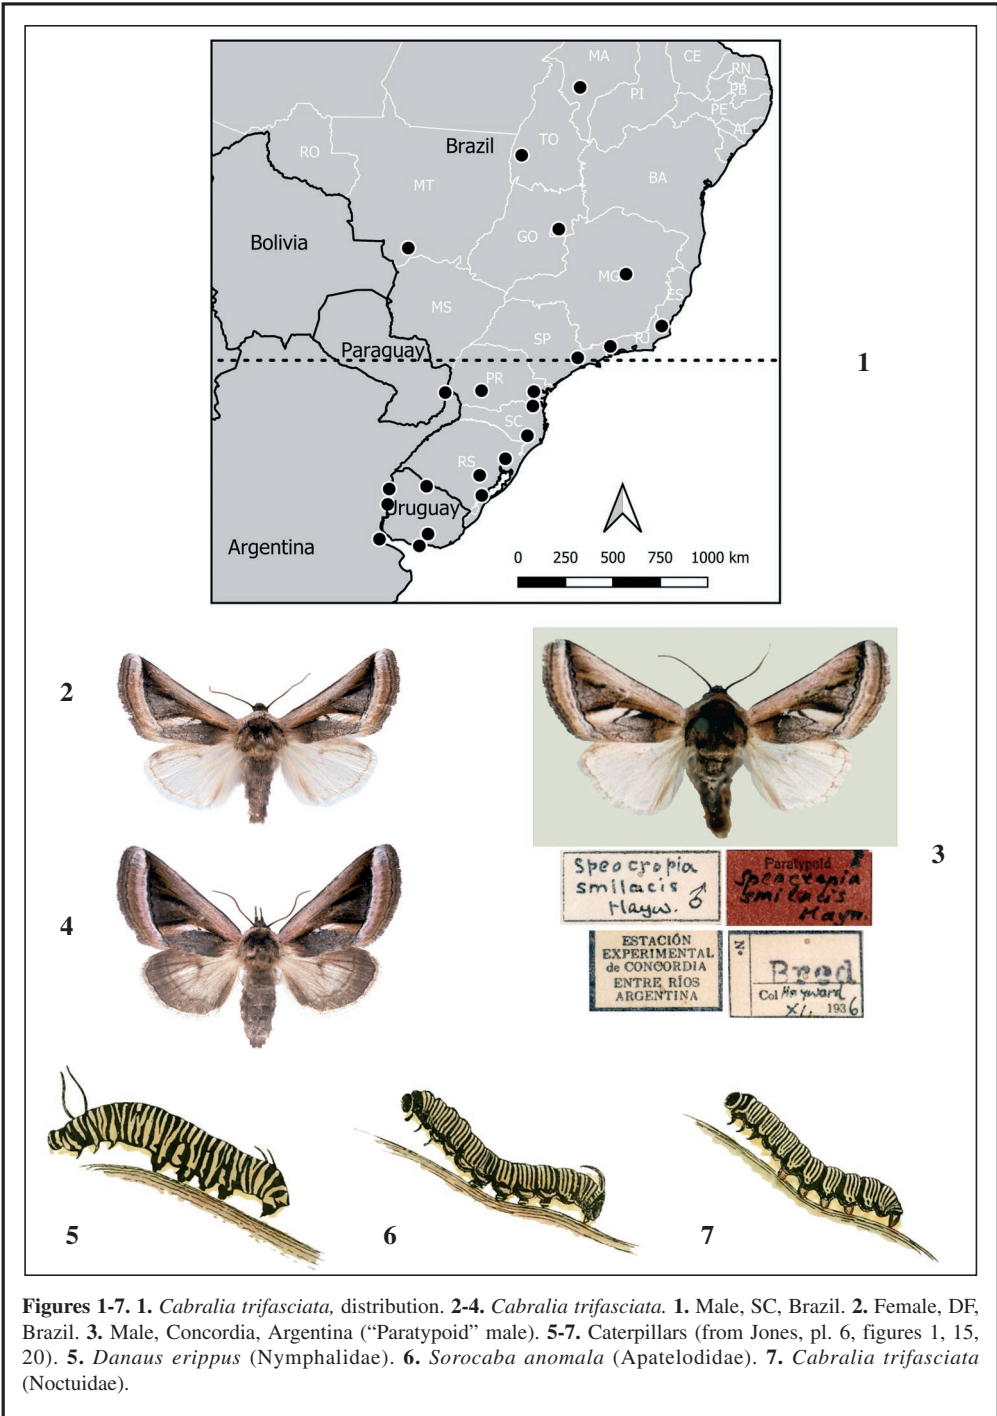 MA
CE
RN
PB
PI
PE
AL
TO
Brazil
RO
BA
MT
Bolivia
GO
MG
ES
MS
SP
RJ
Paraguay
PR
SC
RS
Uruguay
Argentina
0 250 500 750 1000 km
1
2
3
Speocropia
smilacis
Hayw. ♂
Paratypoid
Speocropia
smilacis
Hayw.
ESTACIÓN
EXPERIMENTAL
de CONCORDIA
ENTRE RÍOS
ARGENTINA
Nº
Bred
Col Hayward
XI. 1936
4
5
6
7
Figures 1-7. 1. Cabralia trifasciata, distribution. 2-4. Cabralia trifasciata. 1. Male, SC, Brazil. 2. Female, DF,
Brazil. 3. Male, Concordia, Argentina (“Paratypoid” male). 5-7. Caterpillars (from Jones, pl. 6, figures 1, 15,
20). 5. Danaus erippus (Nymphalidae). 6. Sorocaba anomala (Apatelodidae). 7. Cabralia trifasciata
(Noctuidae).